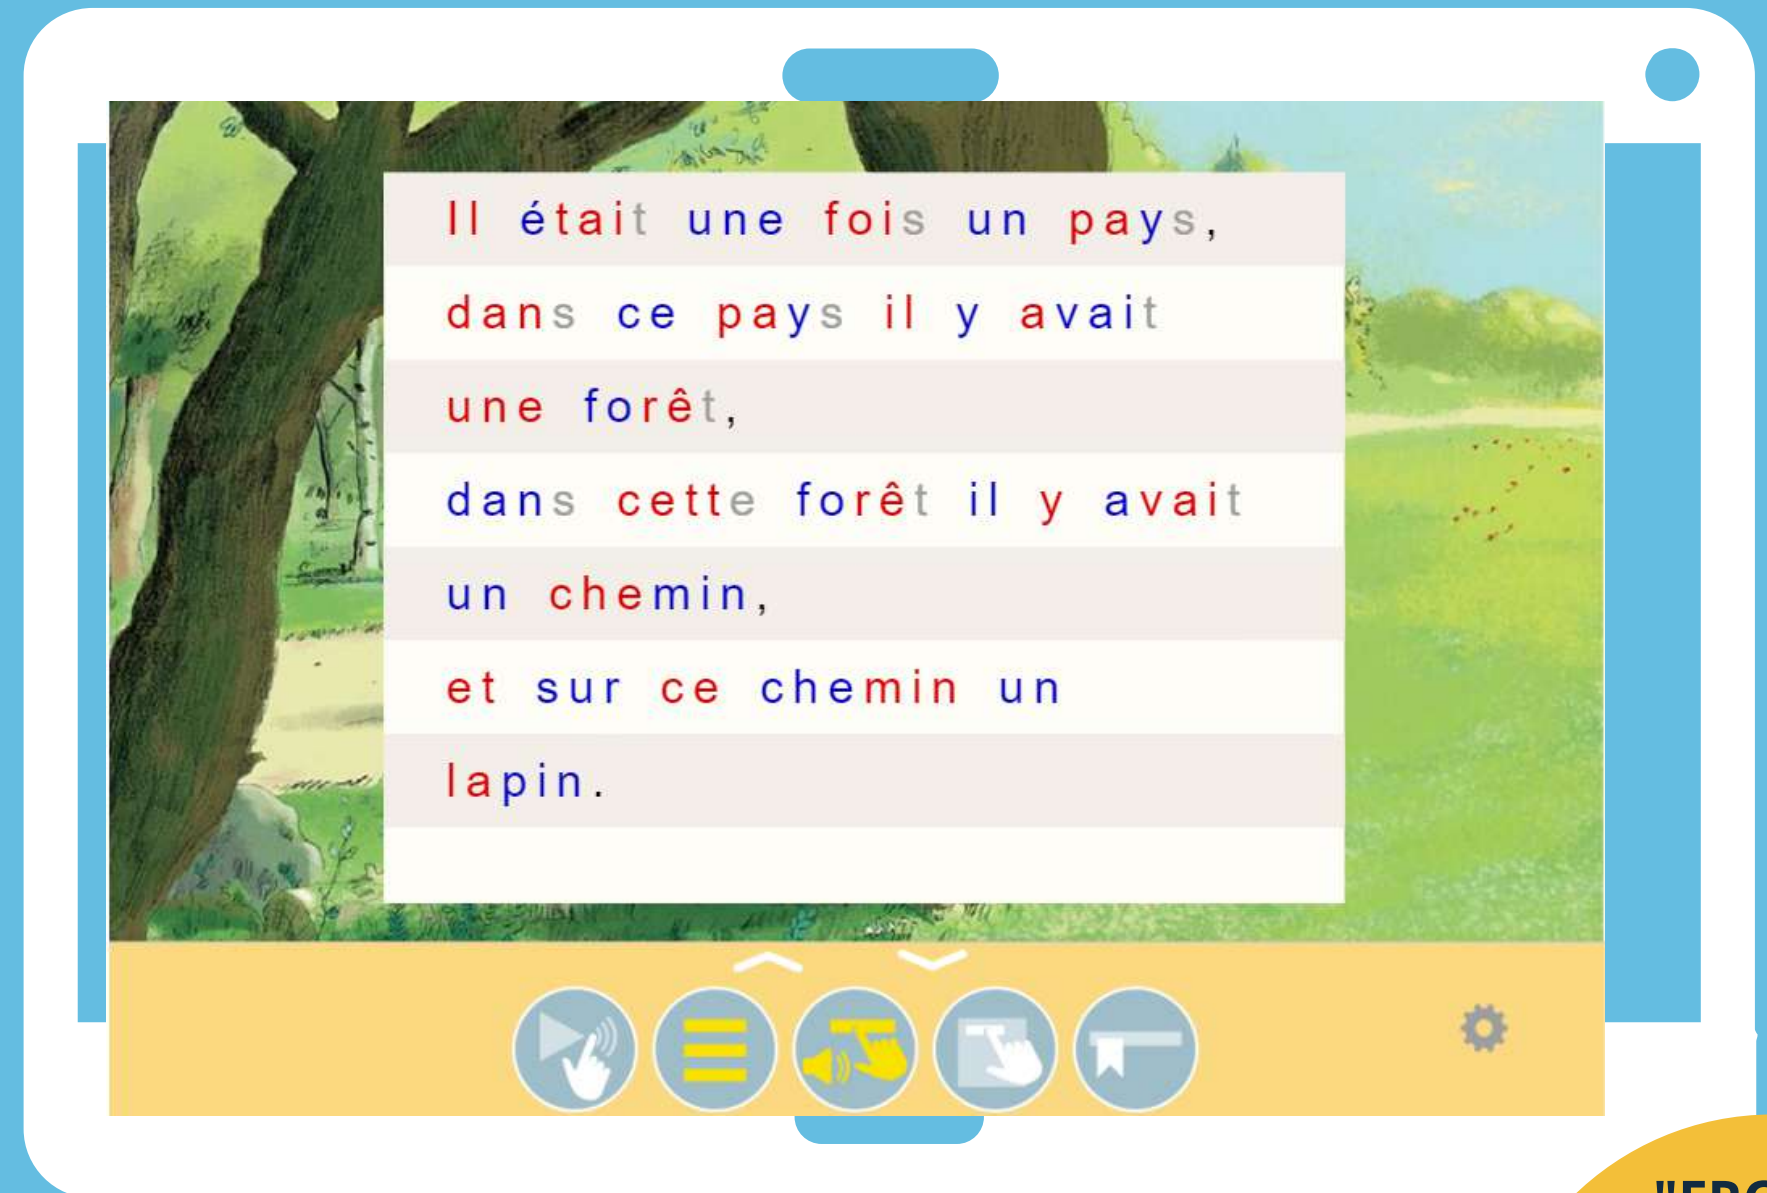 Il était une fois un pays,
dans ce pays il y avait
une forêt,
dans cette forêt il y avait
un chemin,
et sur ce chemin un
lapin.